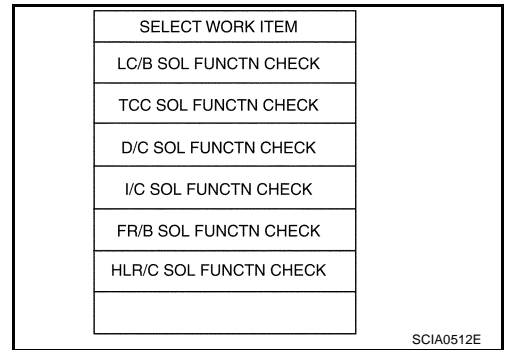 SELECT WORK ITEM
LC/B SOL FUNCTN CHECK
TCC SOL FUNCTN CHECK
D/C SOL FUNCTN CHECK
I/C SOL FUNCTN CHECK
FR/B SOL FUNCTN CHECK
HLR/C SOL FUNCTN CHECK
SCIA0512E